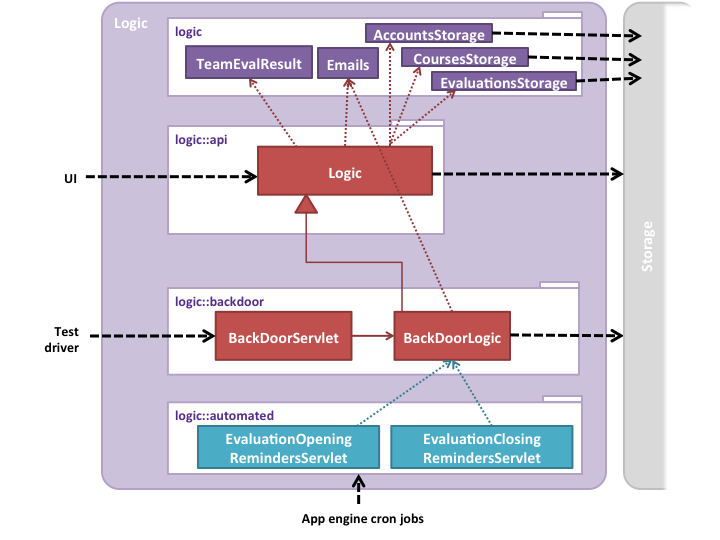 Logic
logic
AccountsStorage
TeamEvalResult
Emails
CoursesStorage
EvaluationsStorage
logic::api
Logic
UI
Storage
logic::backdoor
Test
driver
BackDoorServlet
BackDoorLogic
logic::automated
EvaluationOpening
RemindersServlet
EvaluationClosing
RemindersServlet
App engine cron jobs